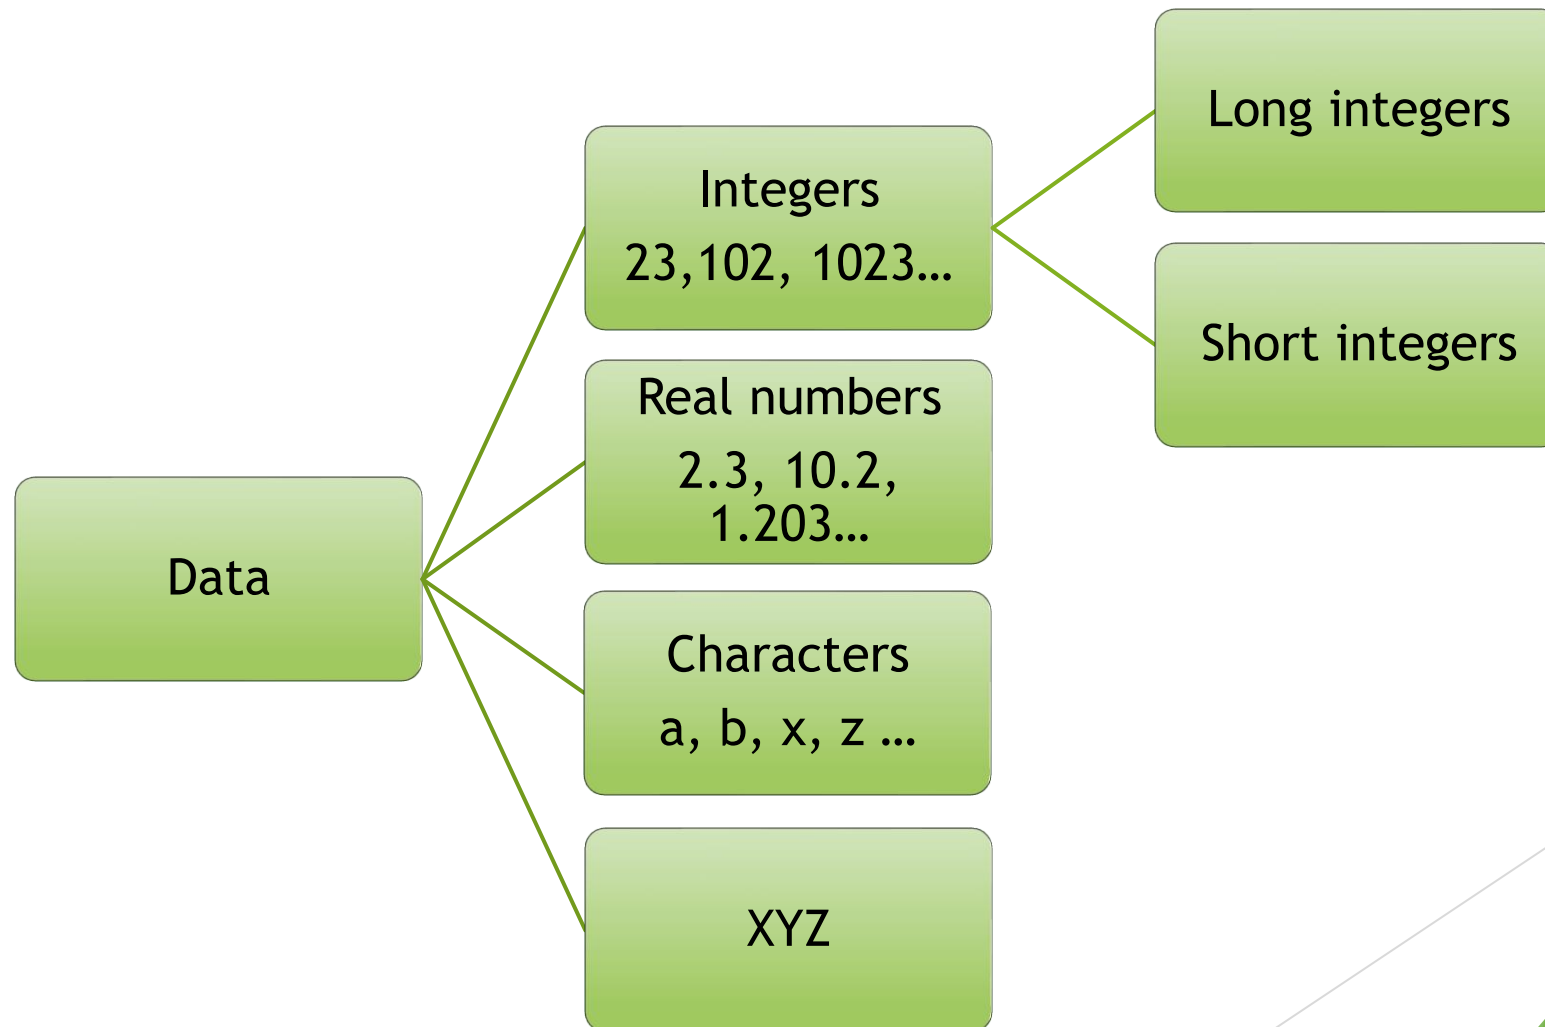 Data
Integers
23,102, 1023…
Real numbers
2.3, 10.2,
1.203…
Characters
a, b, x, z …
XYZ
Long integers
Short integers